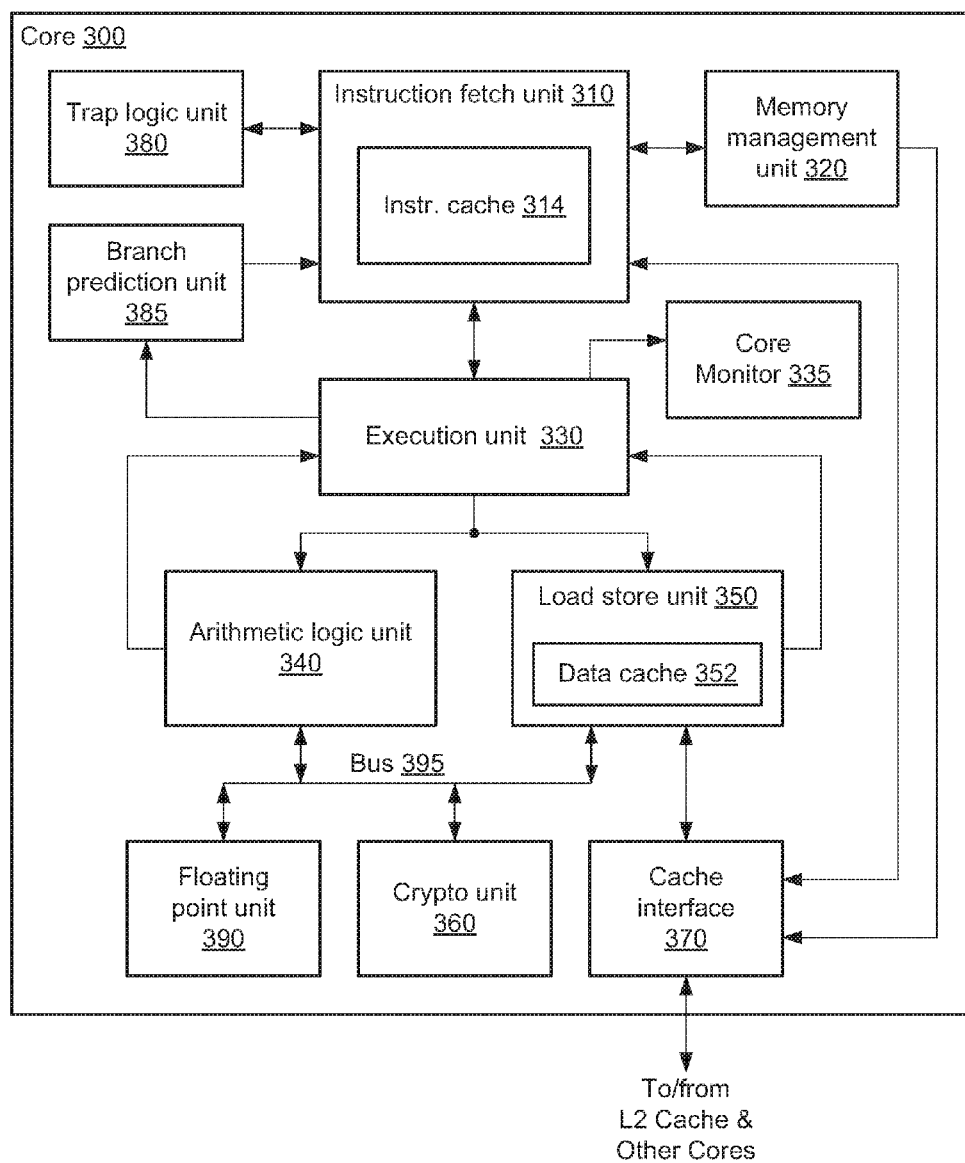 Core 300
Trap logic unit
380
Instruction fetch unit 310
Instr. cache 314
Memory
management
unit 320
Branch
prediction unit
385
Core
Monitor 335
Execution unit 330
Arithmetic logic unit
340
Load store unit 350
Data cache 352
Bus 395
Floating
point unit
390
Crypto unit
360
Cache
interface
370
To/from
L2 Cache &
Other Cores